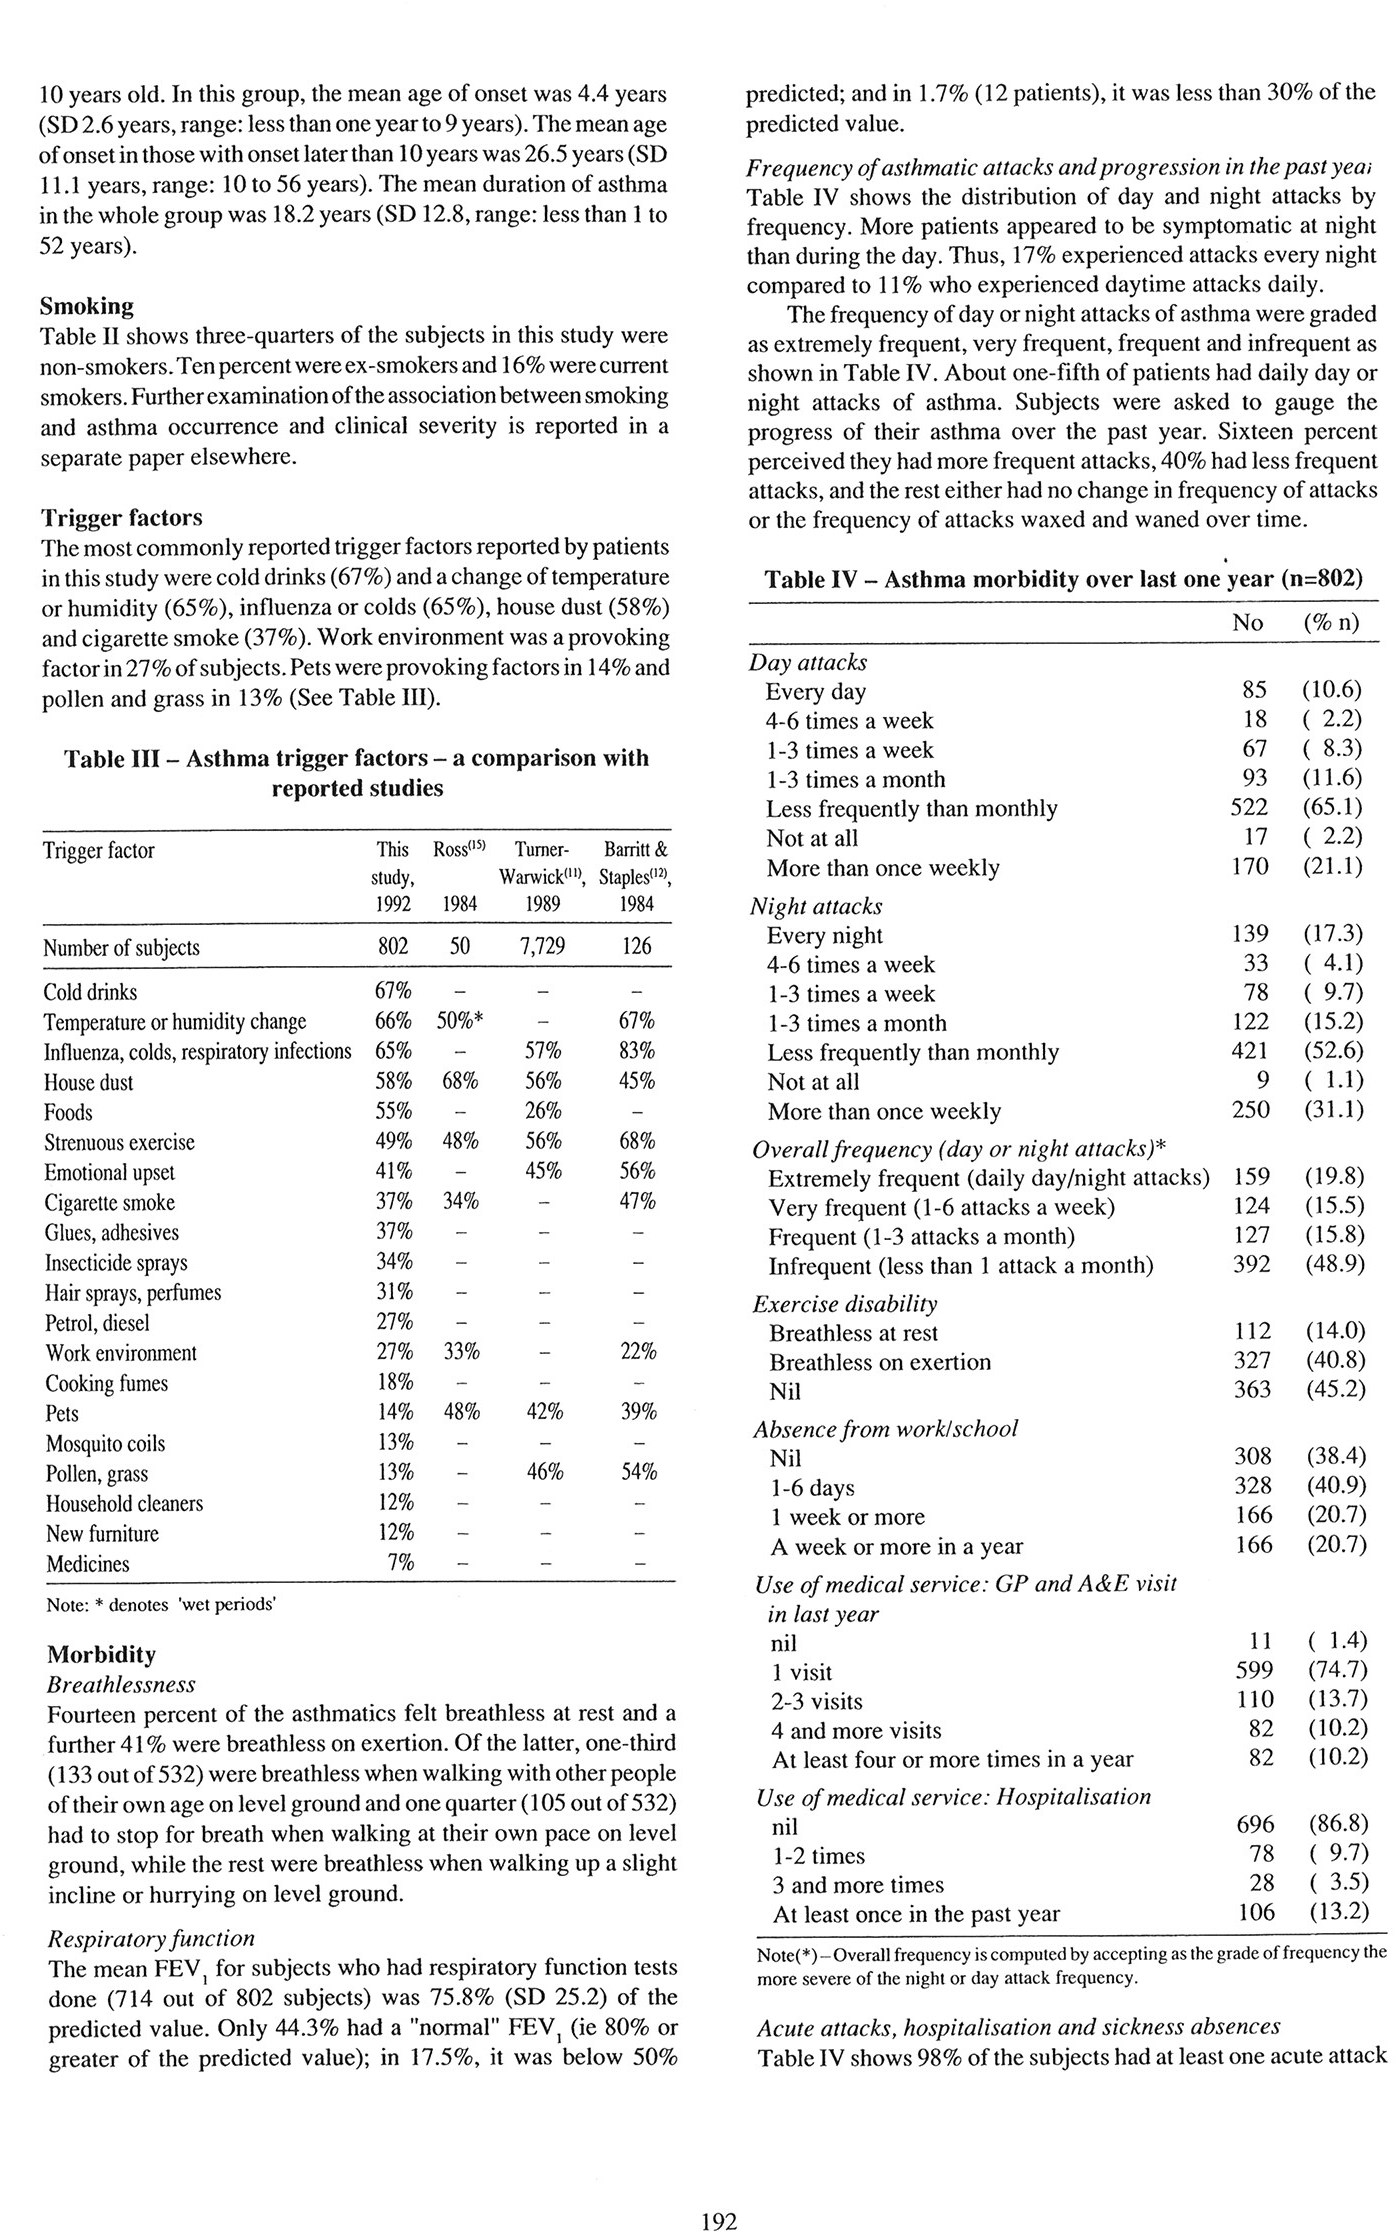 10 years old. In this group, the mean age of onset was 4.4 years
(SD 2.6 years, range: less than one year to 9 years). The mean age
of onset in those with onset later than 10 years was 26.5 years (SD
11.1 years, range: 10 to 56 years). The mean duration of asthma
in the whole group was 18.2 years (SD 12.8, range: less than 1 to
52 years).
Smoking
Table II shows three-quarters of the subjects in this study were
non-smokers. Ten percent were ex-smokers and 16% were current
smokers. Further examination of the association between smoking
and asthma occurrence and clinical severity is reported in a
separate paper elsewhere.
Trigger factors
The most commonly reported trigger factors reported by patients
in this study were cold drinks (67%) and a change of temperature
or humidity (65%), influenza or colds (65%), house dust (58%)
and cigarette smoke (37%). Work environment was a provoking
factor in 27% of subjects. Pets were provoking factors in 14% and
pollen and grass in 13% (See Table III).
Table III – Asthma trigger factors – a comparison with
reported studies
Trigger factor This Ross(15) Turner- Barritt &
study, Warwick(11), Staples(12),
1992 1984 1989 1984
Number of subjects 802 50 7,729 126
Cold drinks 67% – – –
Temperature or humidity change 66% 50%* – 67%
Influenza, colds, respiratory infections 65% – 57% 83%
House dust 58% 68% 56% 45%
Foods 55% – 26% –
Strenuous exercise 49% 48% 56% 68%
Emotional upset 41% – 45% 56%
Cigarette smoke 37% 34% – 47%
Glues, adhesives 37% – – –
Insecticide sprays 34% – – –
Hair sprays, perfumes 31% – – –
Petrol, diesel 27% – – –
Work environment 27% 33% – 22%
Cooking fumes 18% – – –
Pets 14% 48% 42% 39%
Mosquito coils 13% – – –
Pollen, grass 13% – 46% 54%
Household cleaners 12% – – –
New furniture 12% – – –
Medicines 7% – – –
Note: * denotes 'wet periods'
Morbidity
Breathlessness
Fourteen percent of the asthmatics felt breathless at rest and a
further 41% were breathless on exertion. Of the latter, one-third
(133 out of 532) were breathless when walking with other people
of their own age on level ground and one quarter (105 out of 532)
had to stop for breath when walking at their own pace on level
ground, while the rest were breathless when walking up a slight
incline or hurrying on level ground.
Respiratory function
The mean FEV1 for subjects who had respiratory function tests
done (714 out of 802 subjects) was 75.8% (SD 25.2) of the
predicted value. Only 44.3% had a "normal" FEV1 (ie 80% or
greater of the predicted value); in 17.5%, it was below 50%
predicted; and in 1.7% (12 patients), it was less than 30% of the
predicted value.
Frequency of asthmatic attacks and progression in the past year
Table IV shows the distribution of day and night attacks by
frequency. More patients appeared to be symptomatic at night
than during the day. Thus, 17% experienced attacks every night
compared to 11% who experienced daytime attacks daily.
The frequency of day or night attacks of asthma were graded
as extremely frequent, very frequent, frequent and infrequent as
shown in Table IV. About one-fifth of patients had daily day or
night attacks of asthma. Subjects were asked to gauge the
progress of their asthma over the past year. Sixteen percent
perceived they had more frequent attacks, 40% had less frequent
attacks, and the rest either had no change in frequency of attacks
or the frequency of attacks waxed and waned over time.
Table IV – Asthma morbidity over last one year (n=802)
No (% n)
Day attacks
Every day 85 (10.6)
4-6 times a week 18 ( 2.2)
1-3 times a week 67 ( 8.3)
1-3 times a month 93 (11.6)
Less frequently than monthly 522 (65.1)
Not at all 17 ( 2.2)
More than once weekly 170 (21.1)
Night attacks
Every night 139 (17.3)
4-6 times a week 33 ( 4.1)
1-3 times a week 78 ( 9.7)
1-3 times a month 122 (15.2)
Less frequently than monthly 421 (52.6)
Not at all 9 ( 1.1)
More than once weekly 250 (31.1)
Overall frequency (day or night attacks)*
Extremely frequent (daily day/night attacks) 159 (19.8)
Very frequent (1-6 attacks a week) 124 (15.5)
Frequent (1-3 attacks a month) 127 (15.8)
Infrequent (less than 1 attack a month) 392 (48.9)
Exercise disability
Breathless at rest 112 (14.0)
Breathless on exertion 327 (40.8)
Nil 363 (45.2)
Absence from work/school
Nil 308 (38.4)
1-6 days 328 (40.9)
1 week or more 166 (20.7)
A week or more in a year 166 (20.7)
Use of medical service: GP and A&E visit
in last year
nil 11 ( 1.4)
1 visit 599 (74.7)
2-3 visits 110 (13.7)
4 and more visits 82 (10.2)
At least four or more times in a year 82 (10.2)
Use of medical service: Hospitalisation
nil 696 (86.8)
1-2 times 78 ( 9.7)
3 and more times 28 ( 3.5)
At least once in the past year 106 (13.2)
Note(*)–Overall frequency is computed by accepting as the grade of frequency the
more severe of the night or day attack frequency.
Acute attacks, hospitalisation and sickness absences
Table IV shows 98% of the subjects had at least one acute attack
192